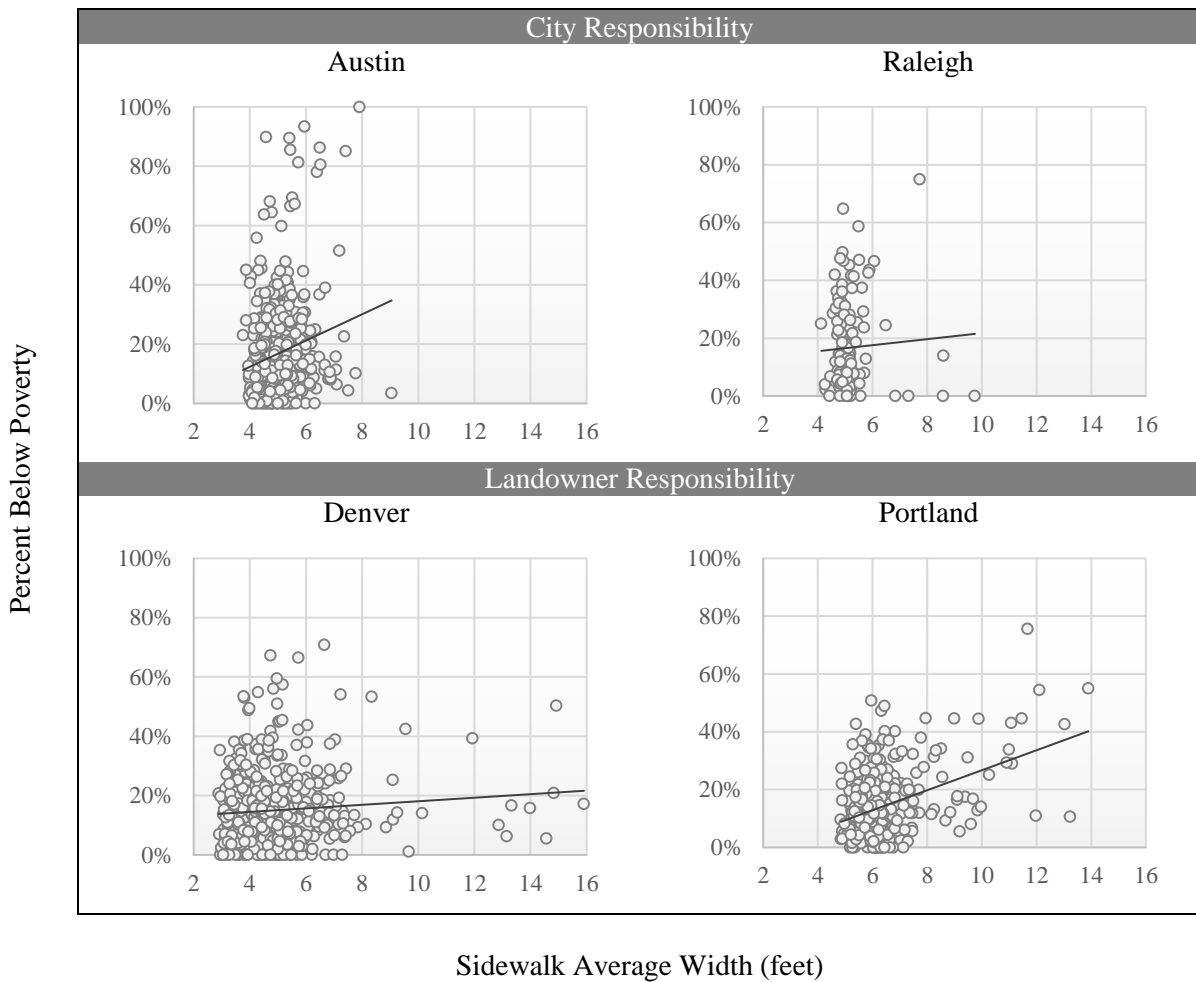 City Responsibility
Austin
Raleigh
100%
80%
60%
40%
20%
0%
2 4 6 8 10 12 14 16
100%
80%
60%
40%
20%
0%
2 4 6 8 10 12 14 16
Landowner Responsibility
Denver
Portland
100%
80%
60%
40%
20%
0%
2 4 6 8 10 12 14 16
100%
80%
60%
40%
20%
0%
2 4 6 8 10 12 14 16
Percent Below Poverty
Sidewalk Average Width (feet)